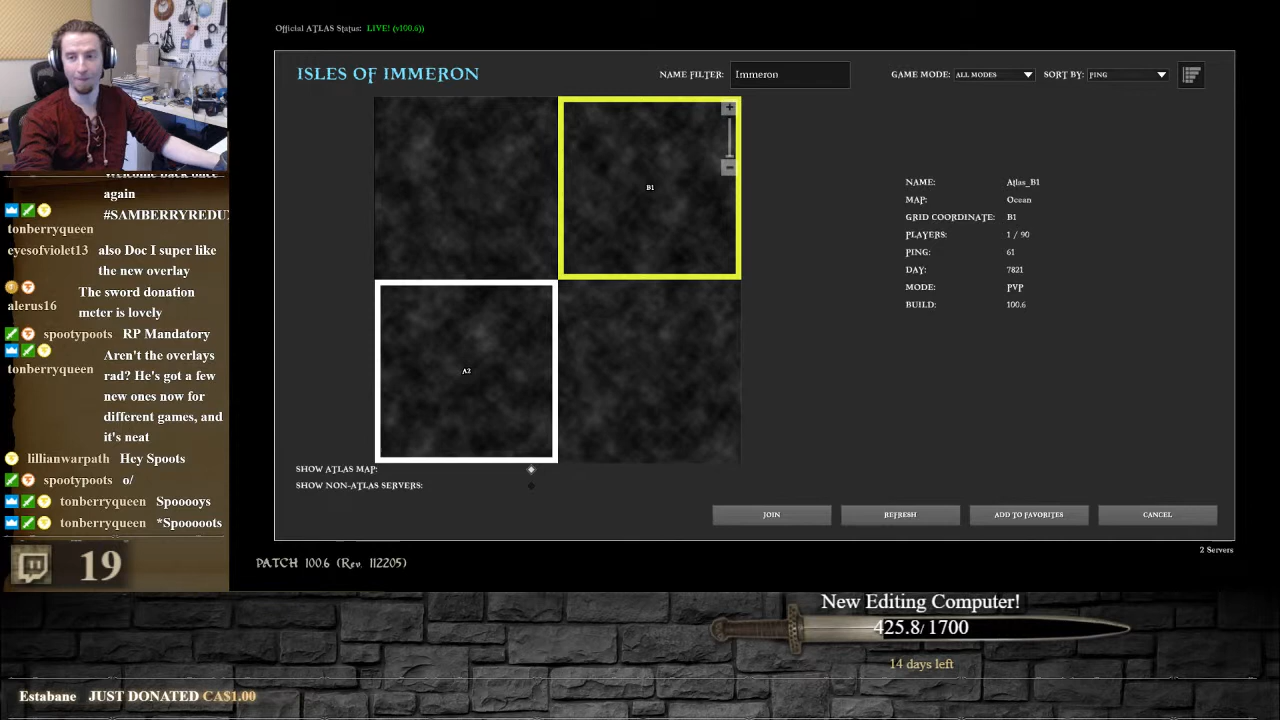 Official ATLAS Status: LIVE! (v100.6))
ISLES OF IMMERON
NAME FILTER: Immeron
GAME MODE: ALL MODES
SORT BY: PING
B1
A2
NAME: Atlas_B1
MAP: Ocean
GRID COORDINATE: B1
PLAYERS: 1 / 90
PING: 61
DAY: 7821
MODE: PVP
BUILD: 100.6
SHOW ATLAS MAP:
SHOW NON-ATLAS SERVERS:
JOIN
REFRESH
ADD TO FAVORITES
CANCEL
2 Servers
PATCH 100.6 (Rev. 112205)
Welcome back once
again
#SAMBERRYREDUX
tonberryqueen
eyesofviolet13 also Doc I super like
the new overlay
alerus16 The sword donation
meter is lovely
spootypoots RP Mandatory
tonberryqueen Aren't the overlays
rad? He's got a few
new ones now for
different games, and
it's neat
lillianwarpath Hey Spoots
spootypoots o/
tonberryqueen Spooooys
tonberryqueen *Spooooots
19
New Editing Computer!
425.8/1700
14 days left
Estabane JUST DONATED CA$1.00